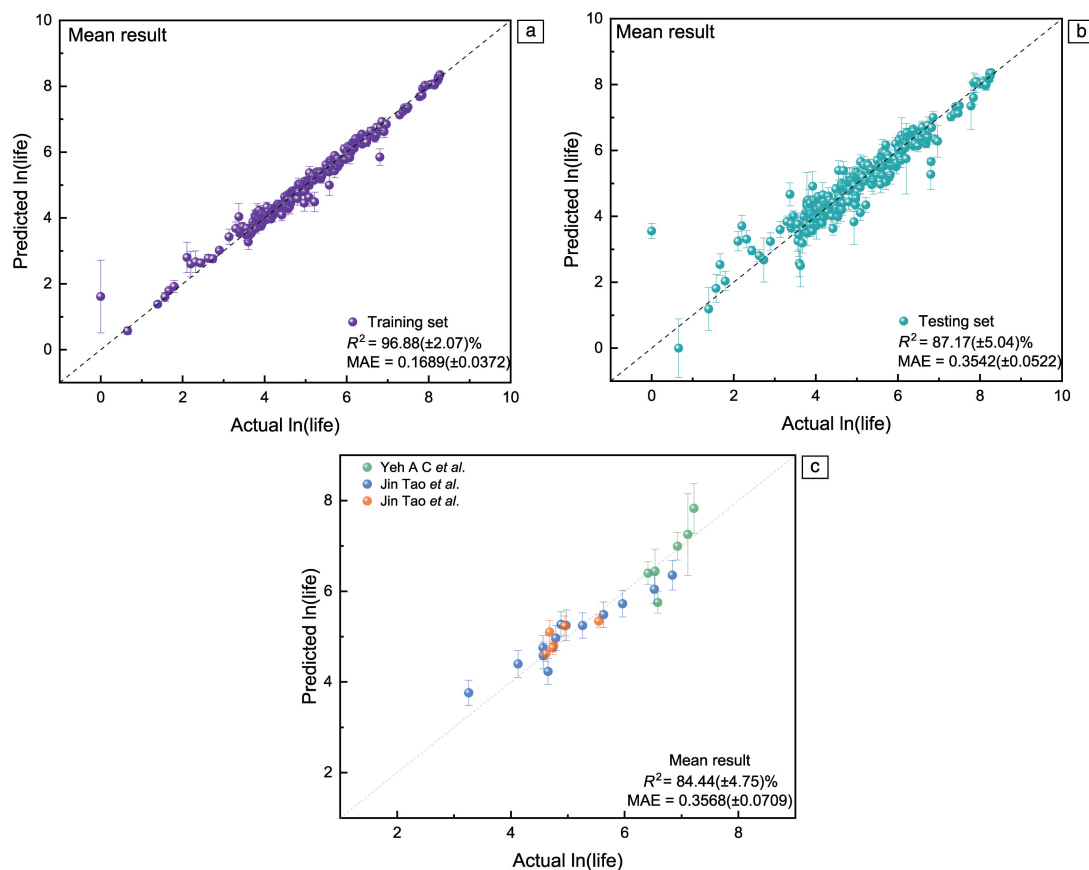 Mean result
a
10
8
6
4
2
0
Predicted ln(life)
Training set
R² = 96.88(±2.07)%
MAE = 0.1689(±0.0372)
0 2 4 6 8 10
Actual ln(life)
Mean result
b
10
8
6
4
2
0
Predicted ln(life)
Testing set
R² = 87.17(±5.04)%
MAE = 0.3542(±0.0522)
0 2 4 6 8 10
Actual ln(life)
c
Yeh A C et al.
Jin Tao et al.
Jin Tao et al.
8
6
4
2
Predicted ln(life)
Mean result
R² = 84.44(±4.75)%
MAE = 0.3568(±0.0709)
2 4 6 8
Actual ln(life)